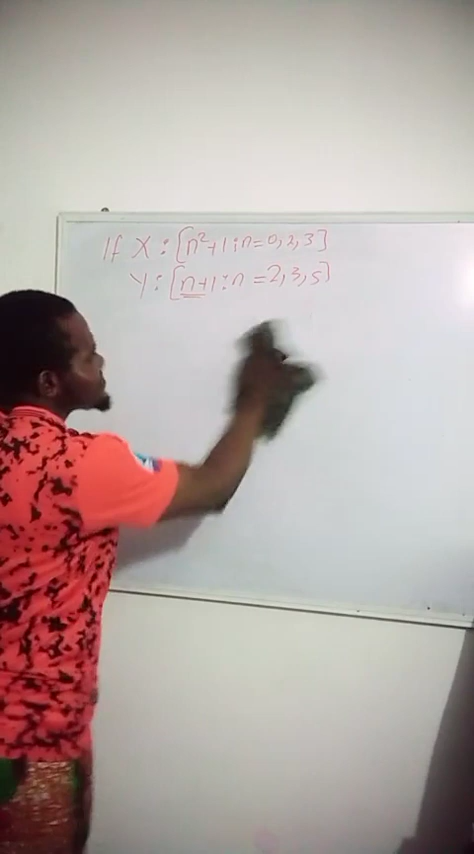 If X : [n²+1 : n=0,2,3]
Y : [n+1 : n=2,3,5]